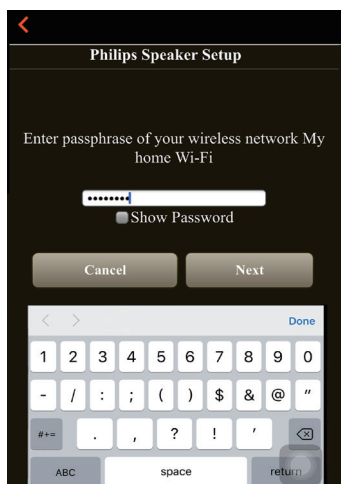 Philips Speaker Setup
Enter passphrase of your wireless network My
home Wi-Fi
••••••••
Show Password
Cancel Next
Done
1 2 3 4 5 6 7 8 9 0
- / : ; ( ) $ & @ "
#+= . , ? ! '
ABC space return